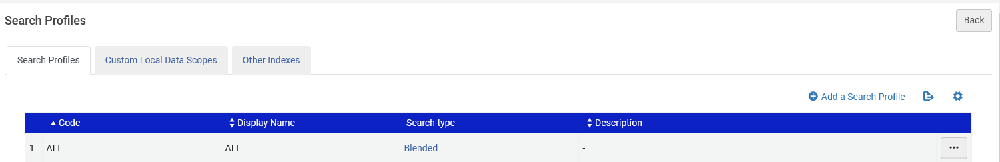 Search Profiles
Back
Search Profiles Custom Local Data Scopes Other Indexes
Add a Search Profile
Code Display Name Search type Description
1 ALL ALL Blended -